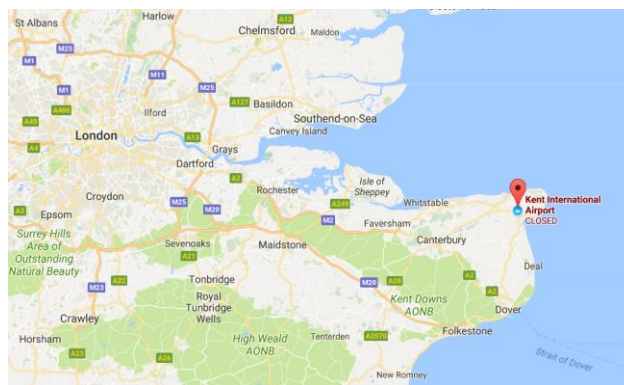 St Albans
Harlow
A12
Chelmsford
Maldon
M25
M1
M11
M25
A406
Ilford
A127
Basildon
Southend-on-Sea
A40
London
Canvey Island
A4
A13
Grays
Dartford
A2
Isle of
Sheppey
Rochester
Kent International
Airport
CLOSED
Croydon
M25
M20
A249
Whitstable
A3
Epsom
M2
Faversham
Surrey Hills
Area of
Outstanding
Natural Beauty
Sevenoaks
Maidstone
Canterbury
A21
Deal
A22
Tonbridge
M20
A28
A2
M23
Royal
Tunbridge
Wells
Kent Downs
AONB
A2
Dover
Crawley
Folkestone
Horsham
High Weald
AONB
Tenterden
A2070
A23
A26
Strait of Dover
New Romney